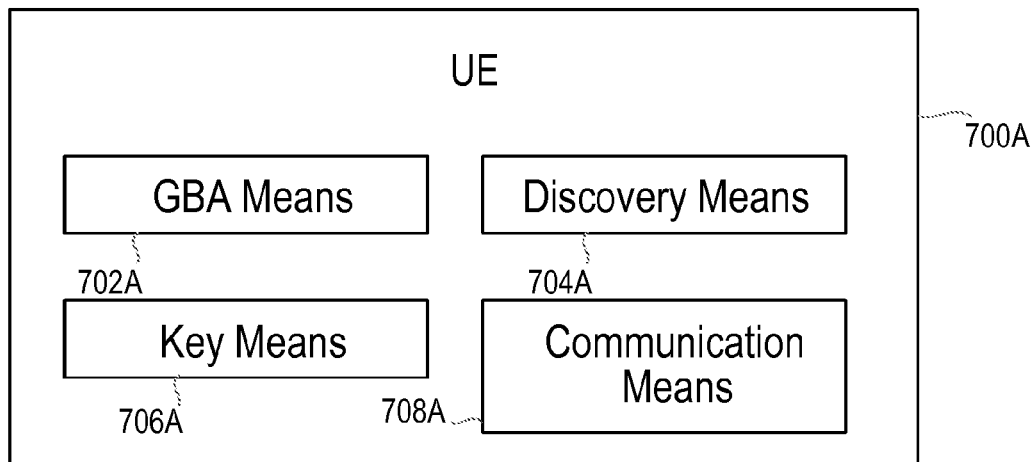 UE
700A
GBA Means
Discovery Means
702A
704A
Key Means
Communication
Means
706A
708A